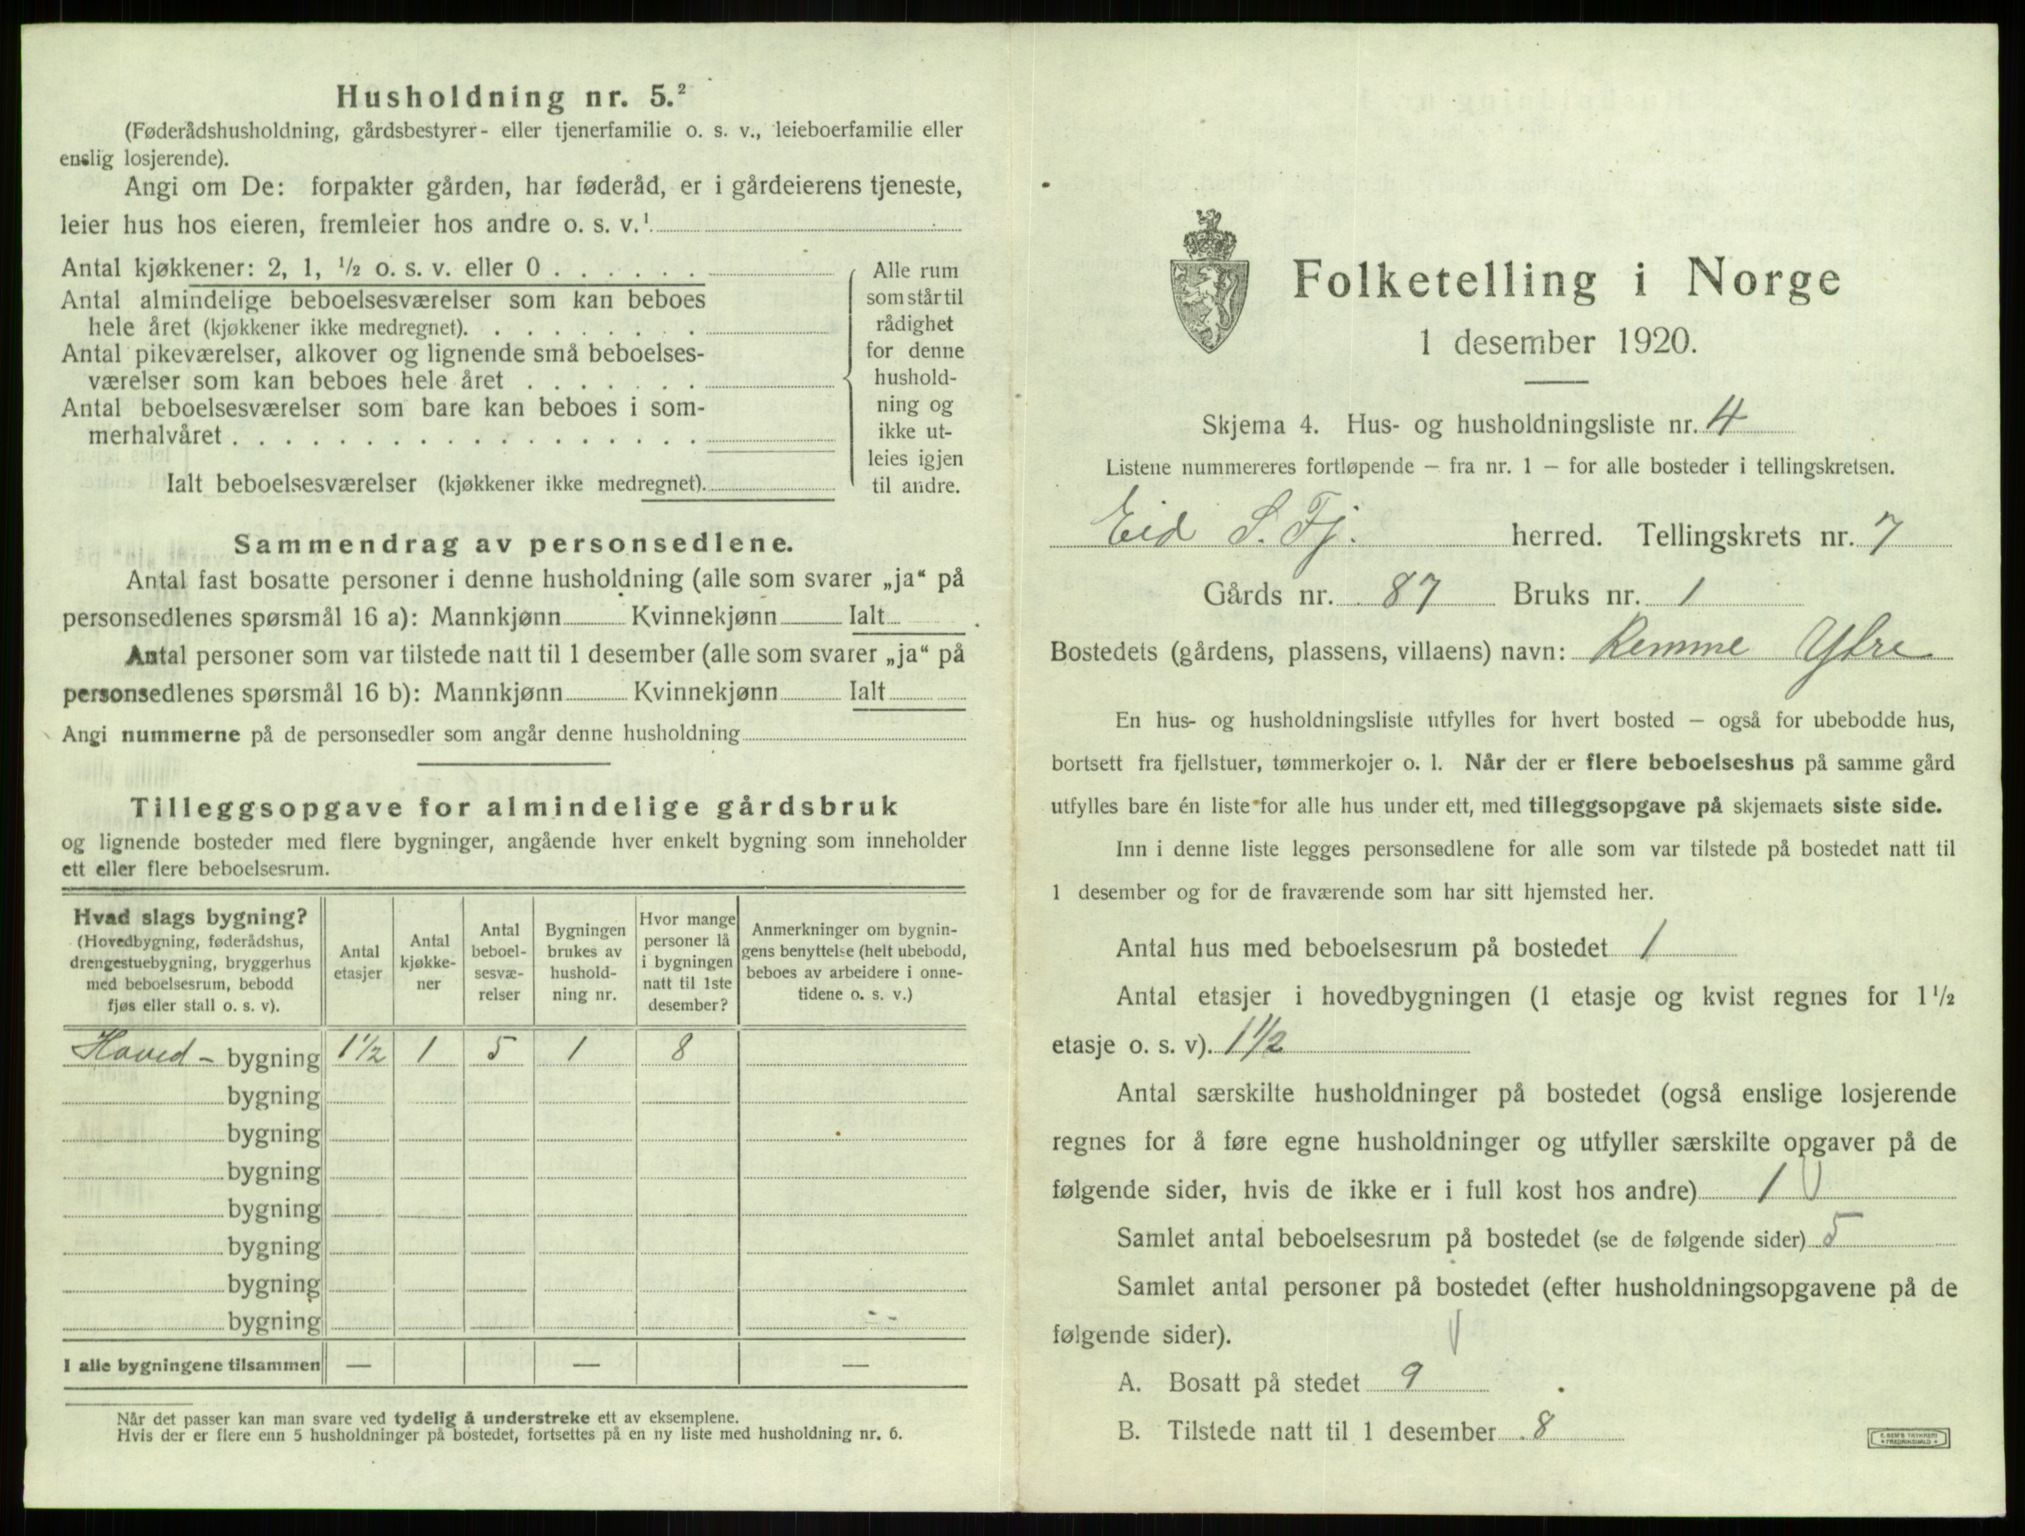 Husholdning nr. 5.²
(Føderådshusholdning, gårdsbestyrer- eller tjenerfamilie o. s. v., leieboerfamilie eller
enslig losjerende).
Angi om De: forpakter gården, har føderåd, er i gårdeierens tjeneste,
leier hus hos eieren, fremleier hos andre o. s. v.¹
Antal kjøkkener: 2, 1, ½ o. s. v. eller 0
Antal almindelige beboelsesværelser som kan beboes
hele året (kjøkkener ikke medregnet).
Antal pikeværelser, alkover og lignende små beboelses-
værelser som kan beboes hele året
Antal beboelsesværelser som bare kan beboes i som-
merhalvåret
Ialt beboelsesværelser (kjøkkener ikke medregnet).
Alle rum
som står til
rådighet
for denne
hushold-
ning og
ikke ut-
leies igjen
til andre.
Sammendrag av personsedlene.
Antal fast bosatte personer i denne husholdning (alle som svarer „ja“ på
personsedlenes spørsmål 16 a): Mannkjønn Kvinnekjønn Ialt
Antal personer som var tilstede natt til 1 desember (alle som svarer „ja“ på
personsedlenes spørsmål 16 b): Mannkjønn Kvinnekjønn Ialt
Angi nummerne på de personsedler som angår denne husholdning
Tilleggsopgave for almindelige gårdsbruk
og lignende bosteder med flere bygninger, angående hver enkelt bygning som inneholder
ett eller flere beboelsesrum.
Hvad slags bygning?
(Hovedbygning, føderådshus,
drengestuebygning, bryggerhus
med beboelsesrum, bebodd
fjøs eller stall o. s. v).
Antal
etasjer
Antal
kjøkke-
ner
Antal
beboel-
sesvæ-
relser
Bygningen
brukes av
hushold-
ning nr.
Hvor mange
personer lå
i bygningen
natt til 1ste
desember?
Anmerkninger om bygnin-
gens benyttelse (helt ubebodd,
beboes av arbeidere i onne-
tidene o. s. v.)
Hoved- bygning 1½ 1 5 1 8
bygning
bygning
bygning
bygning
bygning
bygning
bygning
I alle bygningene tilsammen — — —
Når det passer kan man svare ved tydelig å understreke ett av eksemplene.
Hvis der er flere enn 5 husholdninger på bostedet, fortsettes på en ny liste med husholdning nr. 6.
Folketelling i Norge
1 desember 1920.
Skjema 4. Hus- og husholdningsliste nr. 4
Listene nummereres fortløpende — fra nr. 1 — for alle bosteder i tellingskretsen.
Eid S. Fj. herred. Tellingskrets nr. 7
Gårds nr. 87 Bruks nr. 1
Bostedets (gårdens, plassens, villaens) navn: Remme Ytre
En hus- og husholdningsliste utfylles for hvert bosted — også for ubebodde hus,
bortsett fra fjellstuer, tømmerkojer o. l. Når der er flere beboelseshus på samme gård
utfylles bare én liste for alle hus under ett, med tilleggsopgave på skjemaets siste side.
Inn i denne liste legges personsedlene for alle som var tilstede på bostedet natt til
1 desember og for de fraværende som har sitt hjemsted her.
Antal hus med beboelsesrum på bostedet 1
Antal etasjer i hovedbygningen (1 etasje og kvist regnes for 1 ½
etasje o. s. v). 1½
Antal særskilte husholdninger på bostedet (også enslige losjerende
regnes for å føre egne husholdninger og utfyller særskilte opgaver på de
følgende sider, hvis de ikke er i full kost hos andre) 1
Samlet antal beboelsesrum på bostedet (se de følgende sider) 5
Samlet antal personer på bostedet (efter husholdningsopgavene på de
følgende sider).
A. Bosatt på stedet 9
B. Tilstede natt til 1 desember 8